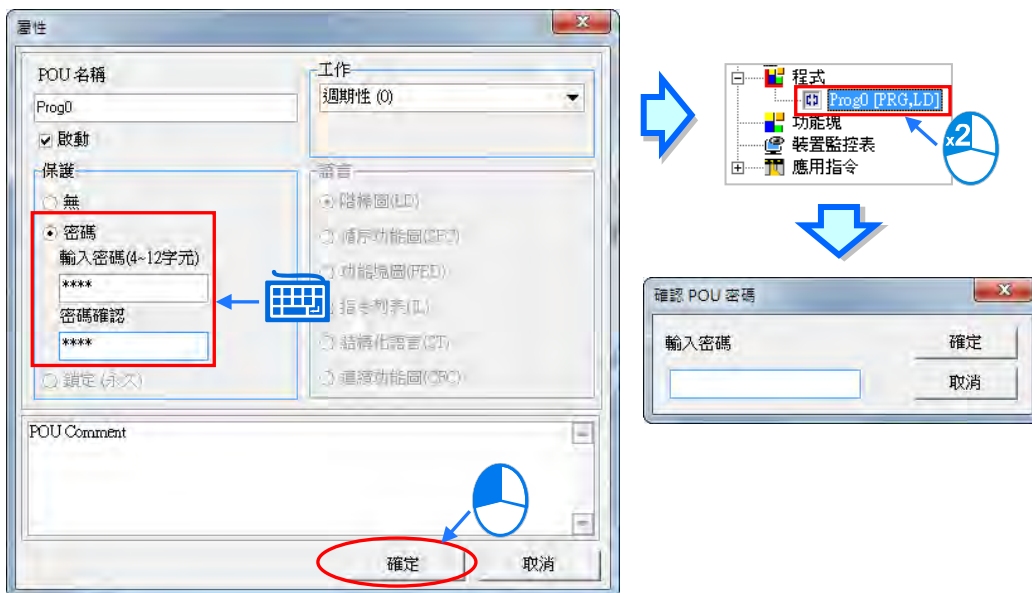 屬性
POU 名稱
Prog0
啟動
保護
無
密碼
輸入密碼(4~12字元)
****
密碼確認
****
鎖定 (永久)
工作
週期性 (0)
語言
階梯圖(LD)
循序功能圖(SFC)
功能塊圖(FBD)
指令列表(IL)
結構化語言(ST)
連續功能圖(CFC)
POU Comment
確定
取消
程式
Prog0 [PRG,LD]
功能塊
裝置監控表
應用指令
x2
確認 POU 密碼
輸入密碼
確定
取消